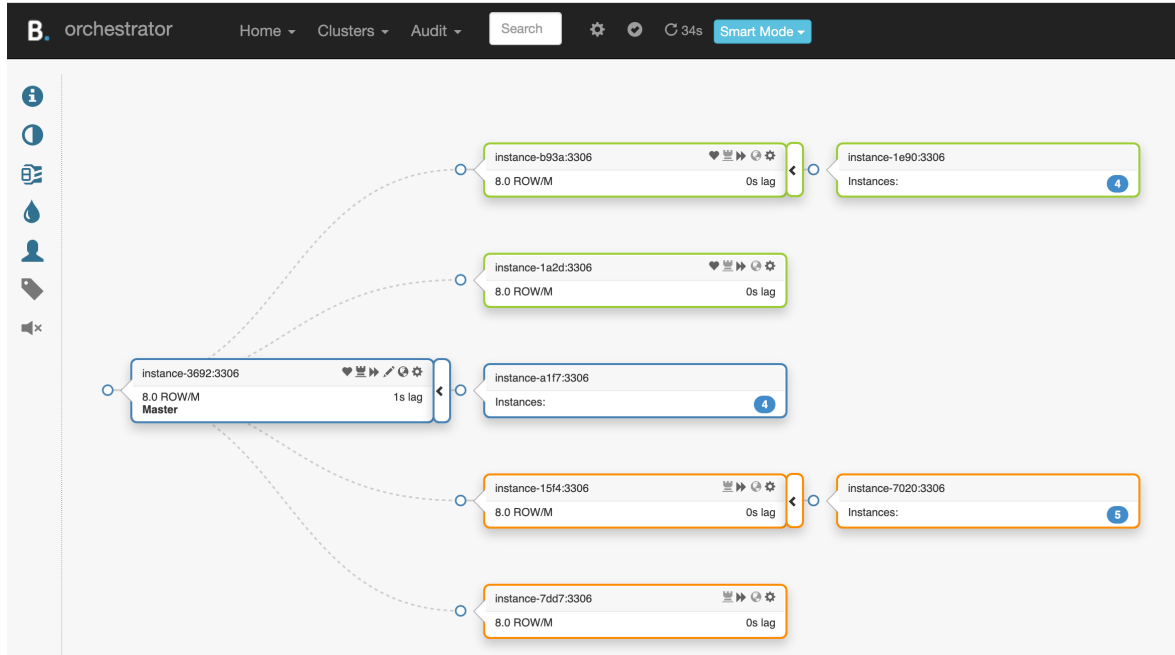 B. orchestrator Home Clusters Audit Search 34s Smart Mode
instance-b93a:3306
8.0 ROW/M 0s lag
instance-1e90:3306
Instances: 4
instance-1a2d:3306
8.0 ROW/M 0s lag
instance-3692:3306
8.0 ROW/M 1s lag
Master
instance-a1f7:3306
Instances: 4
instance-15f4:3306
8.0 ROW/M 0s lag
instance-7020:3306
Instances: 5
instance-7dd7:3306
8.0 ROW/M 0s lag